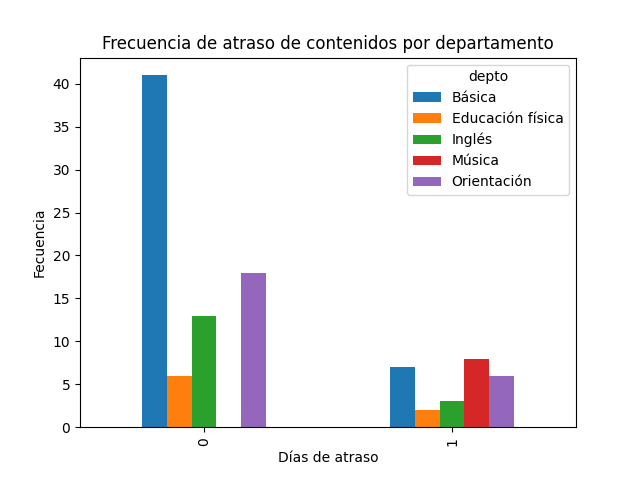 Frecuencia de atraso de contenidos por departamento
depto
Básica
Educación física
Inglés
Música
Orientación
Fecuencia
40
35
30
25
20
15
10
5
0
0
1
Días de atraso